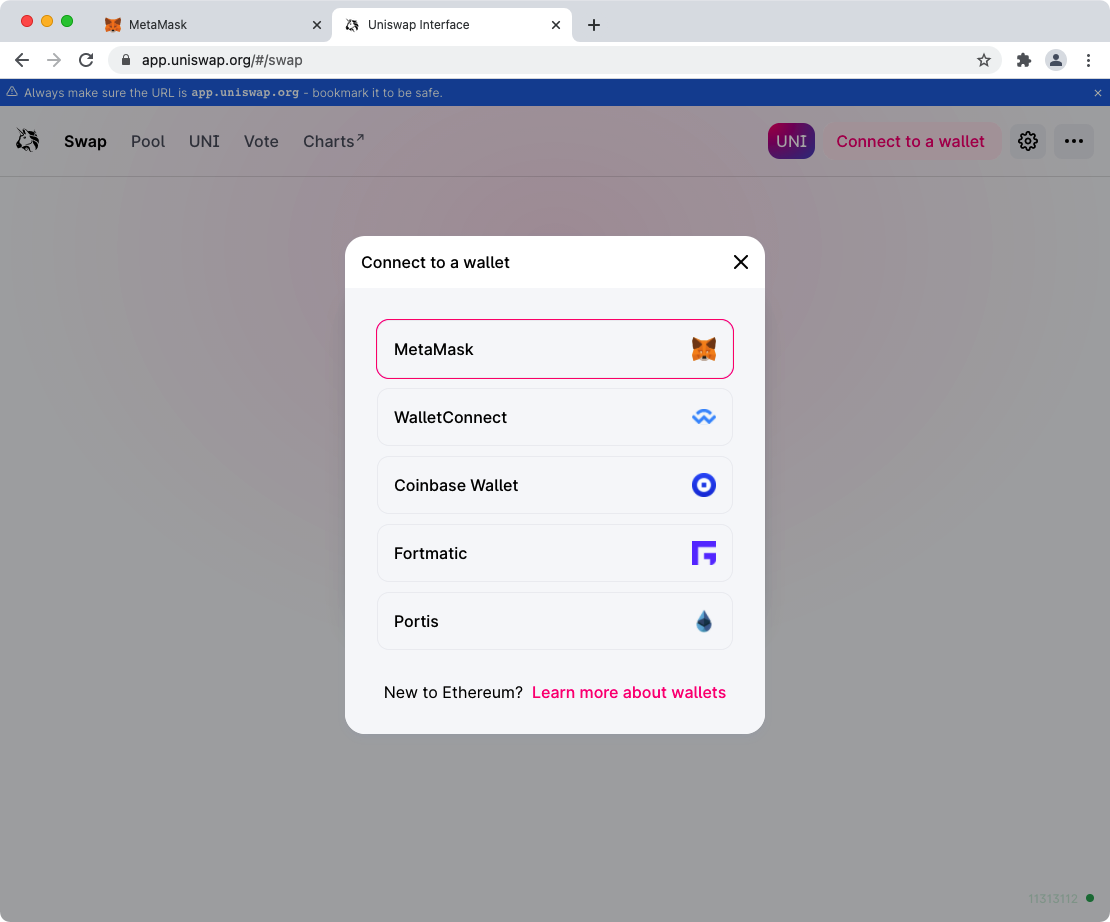 MetaMask
Uniswap Interface
app.uniswap.org/#/swap
Always make sure the URL is app.uniswap.org - bookmark it to be safe.
Swap
Pool
UNI
Vote
Charts↗
UNI
Connect to a wallet
Connect to a wallet
MetaMask
WalletConnect
Coinbase Wallet
Fortmatic
Portis
New to Ethereum? Learn more about wallets
11313112